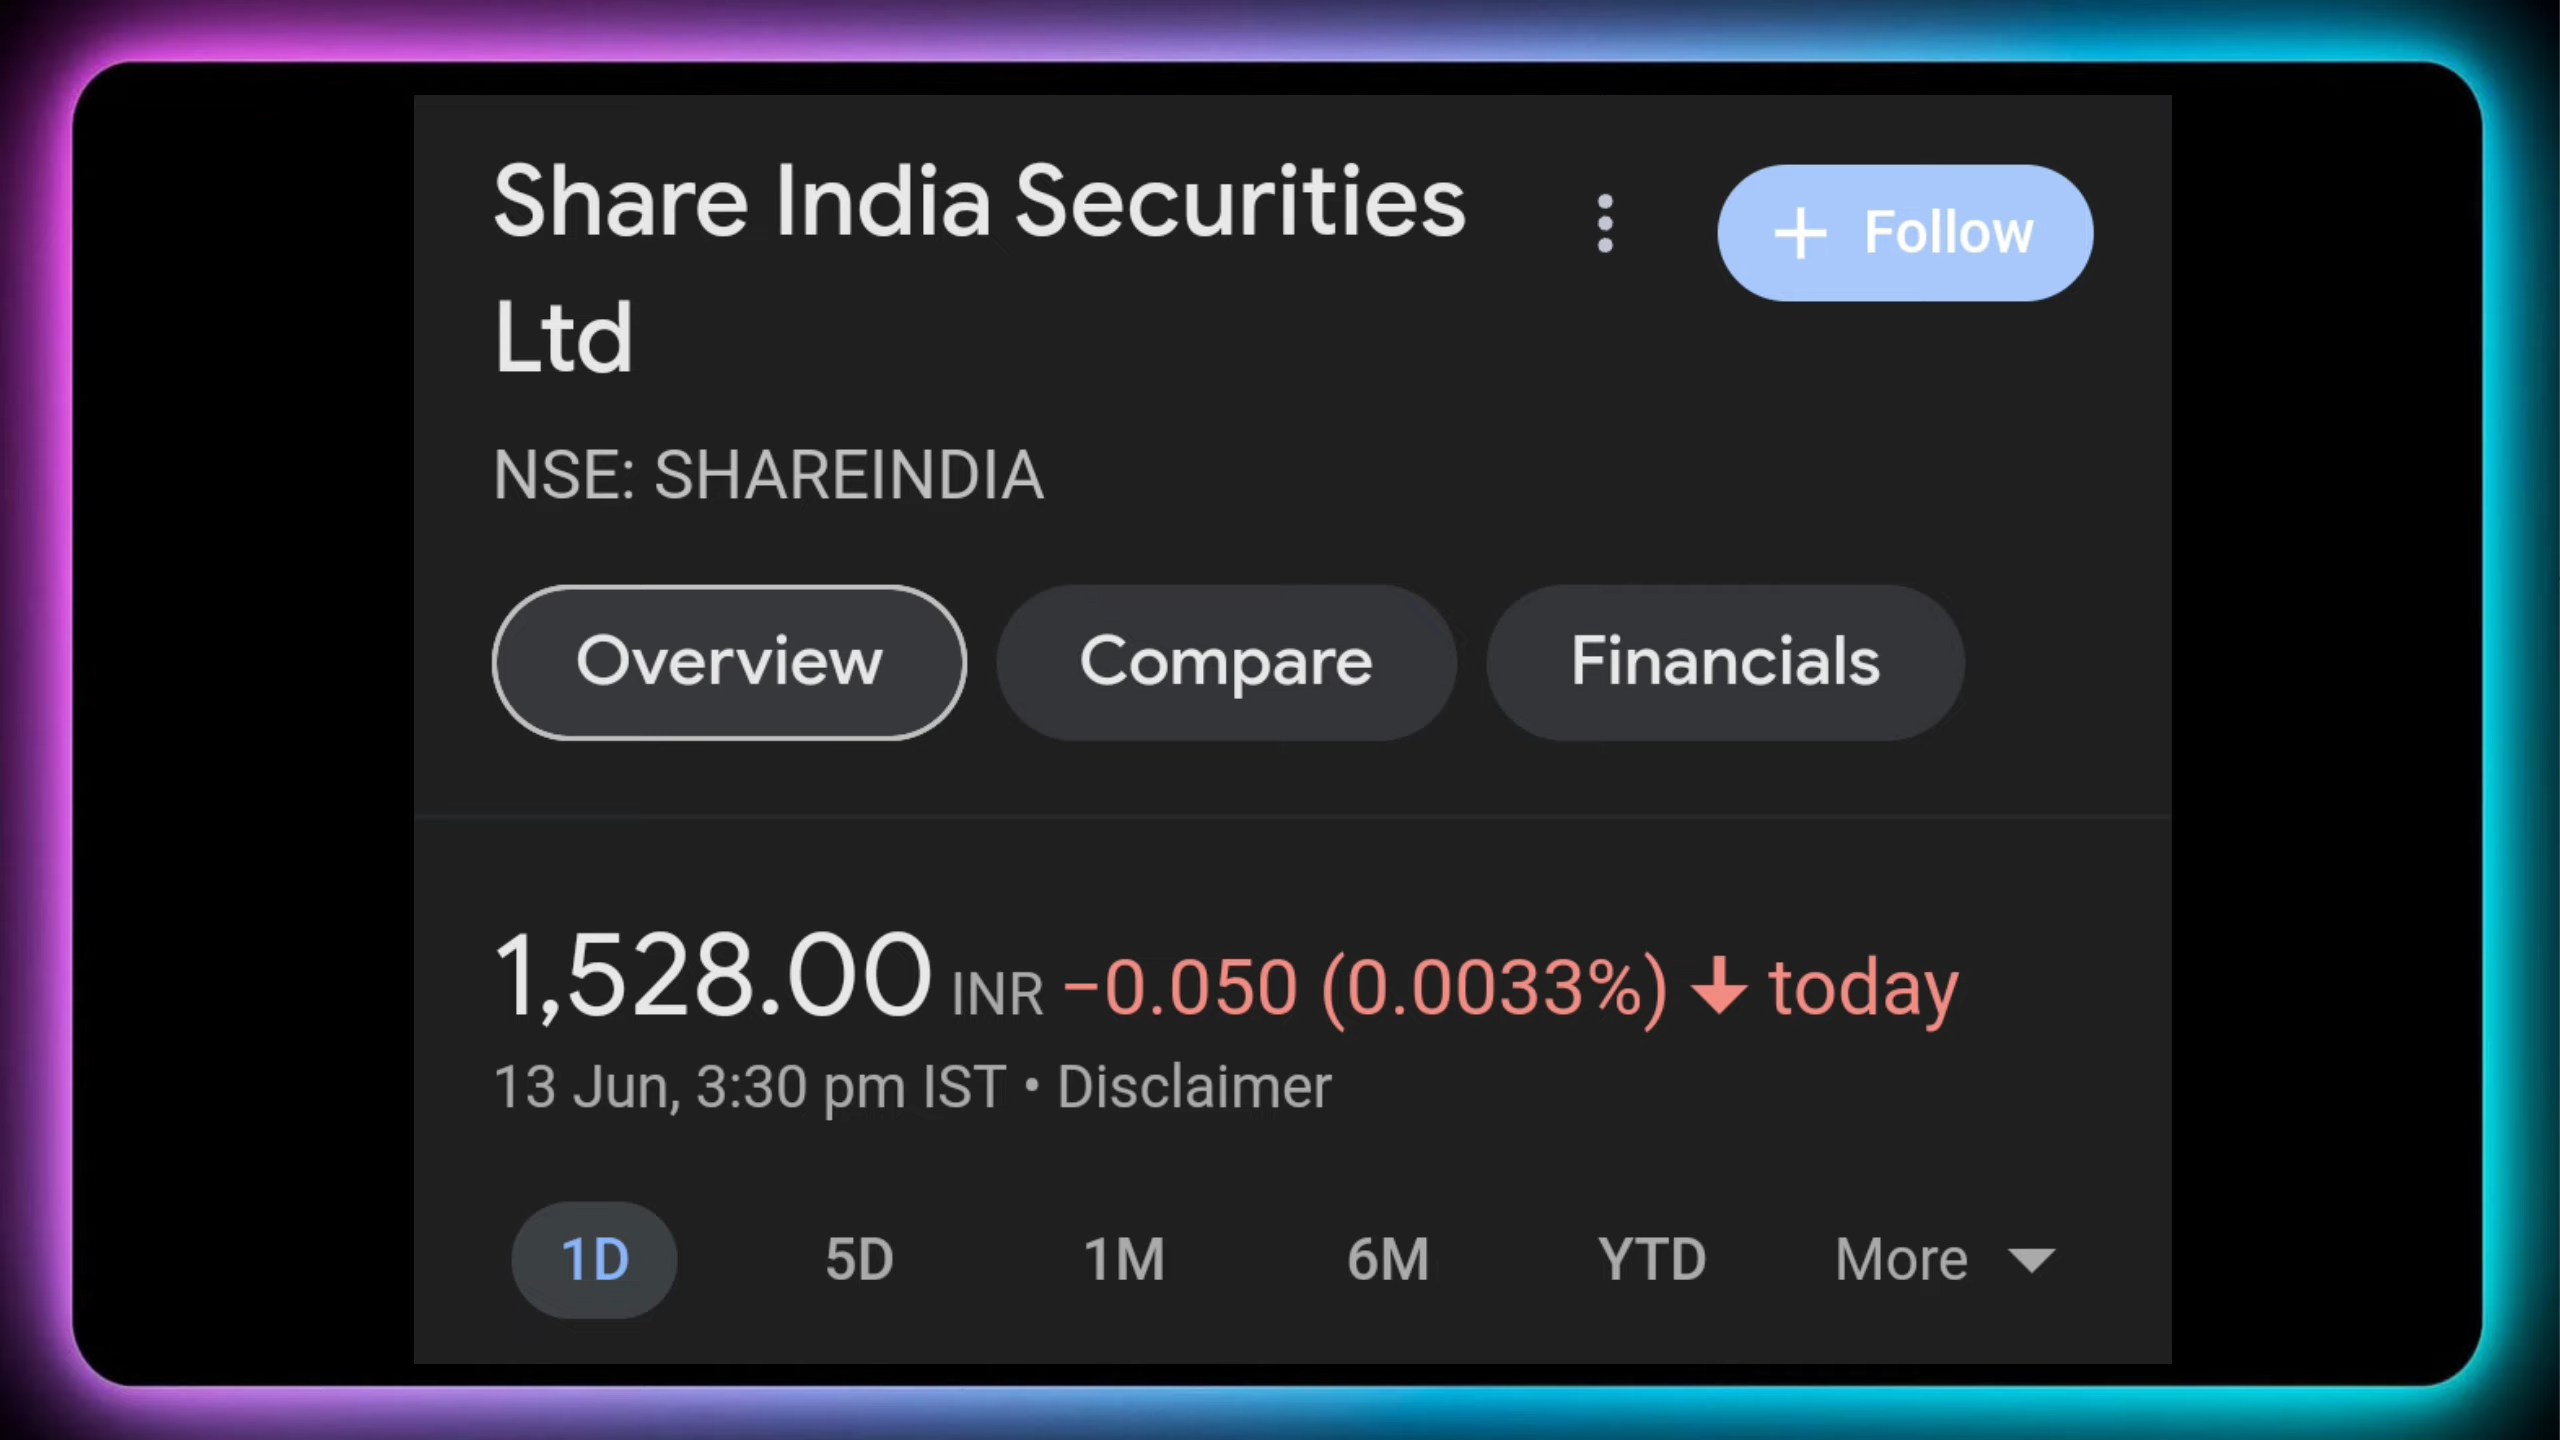 Share India Securities
Ltd
+ Follow
NSE: SHAREINDIA
Overview Compare Financials
1,528.00 INR −0.050 (0.0033%) ↓ today
13 Jun, 3:30 pm IST • Disclaimer
1D 5D 1M 6M YTD More